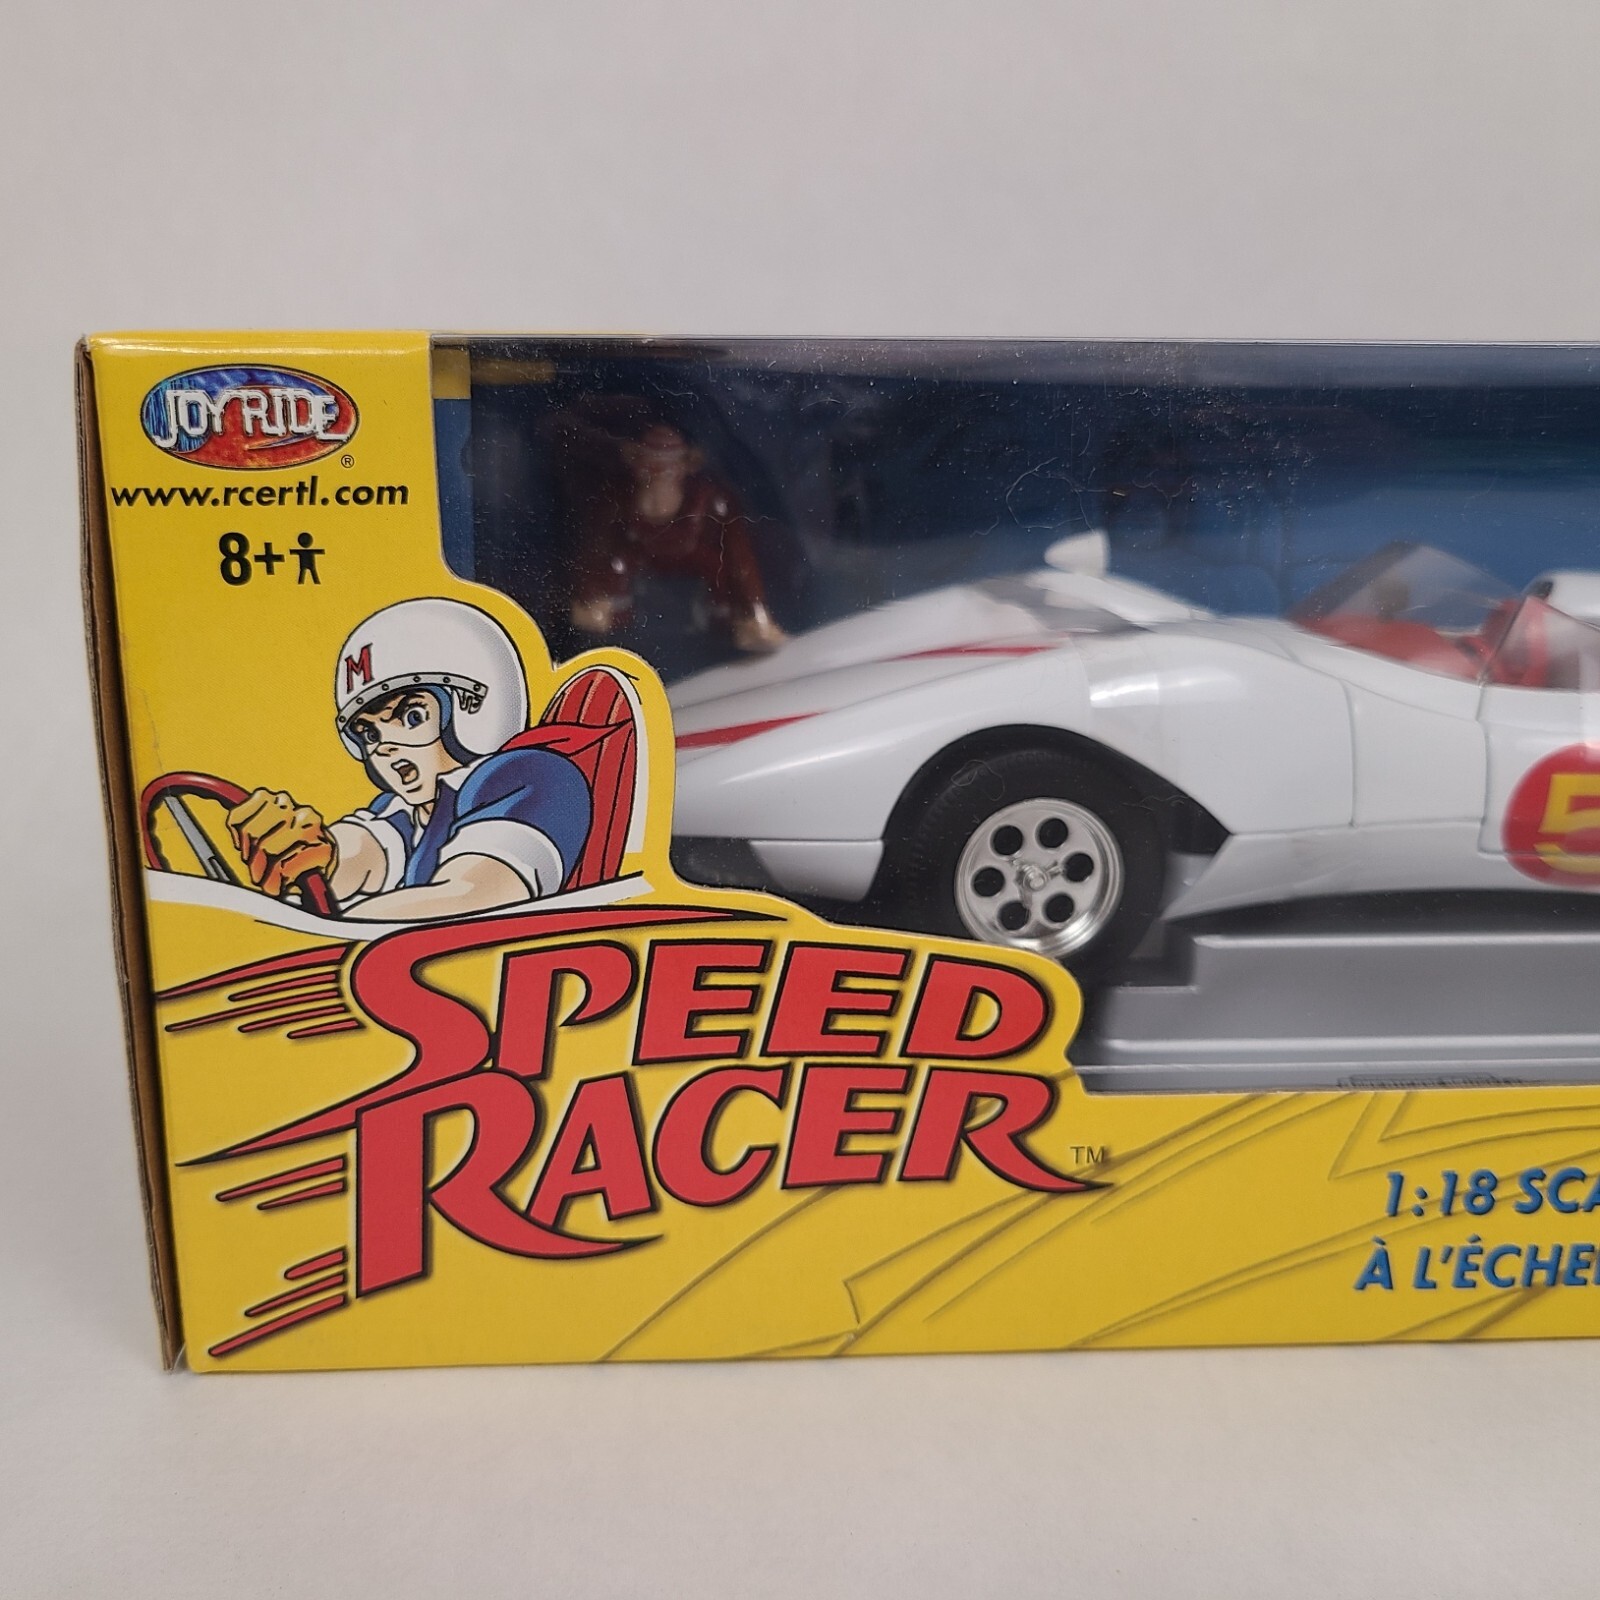 JOYRIDE
®
www.rcertl.com
8+
M
5
SPEED
RACER
™
1:18 SCA
À L'ÉCHEL